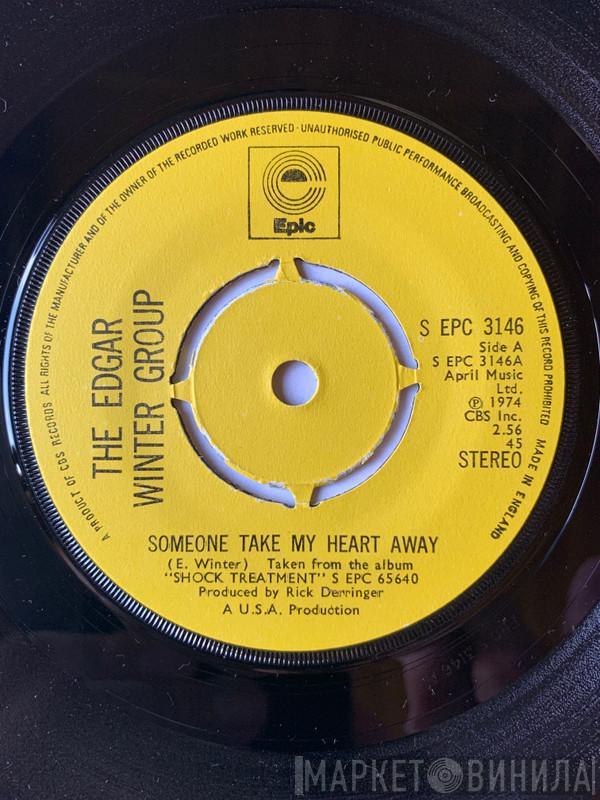 A PRODUCT OF CBS RECORDS ALL RIGHTS OF THE MANUFACTURER AND OF THE OWNER OF THE RECORDED WORK RESERVED · UNAUTHORISED PUBLIC PERFORMANCE BROADCASTING AND COPYING OF THIS RECORD PROHIBITED MADE IN ENGLAND
Epic
THE EDGAR
WINTER GROUP
S EPC 3146
Side A
S EPC 3146A
April Music
Ltd.
℗ 1974
CBS Inc.
2.56
45
STEREO
SOMEONE TAKE MY HEART AWAY
(E. Winter) Taken from the album
"SHOCK TREATMENT" S EPC 65640
Produced by Rick Derringer
A U.S.A. Production
МАРКЕТ ВИНИЛА